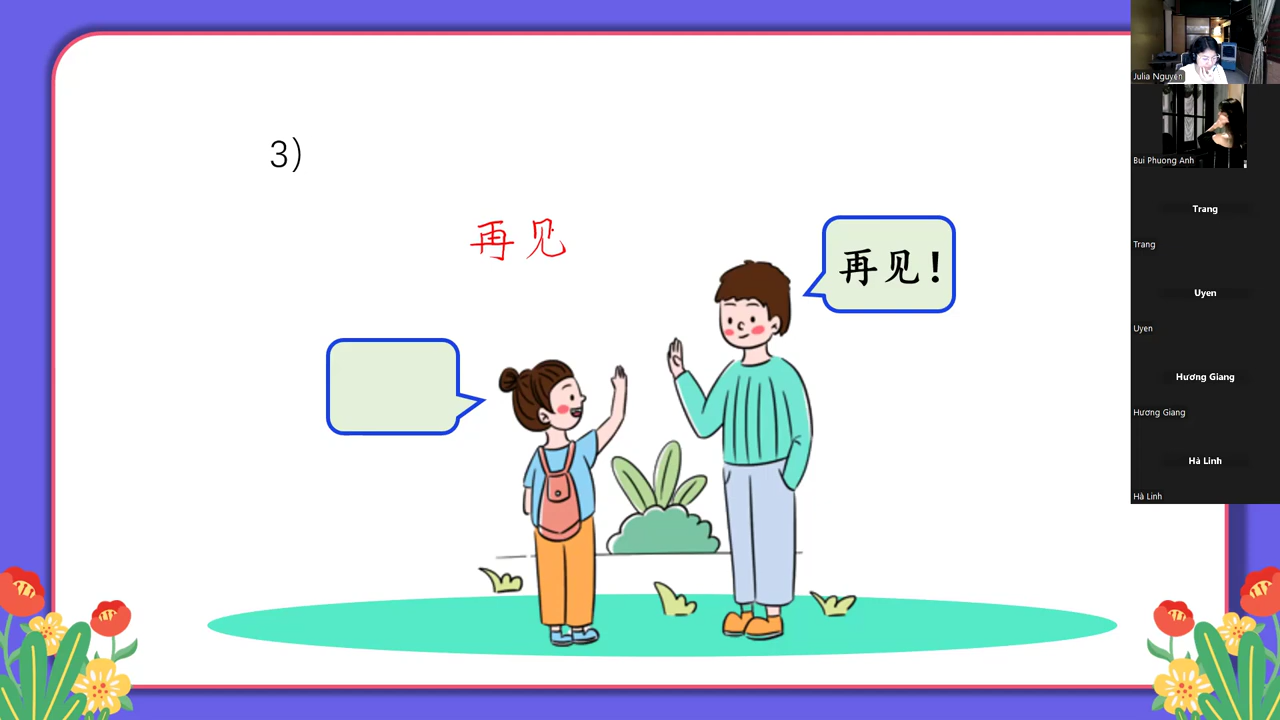 3)
再见
再见！
Julia Nguyen
Bui Phuong Anh
Trang
Trang
Uyen
Uyen
Hương Giang
Hương Giang
Hà Linh
Hà Linh